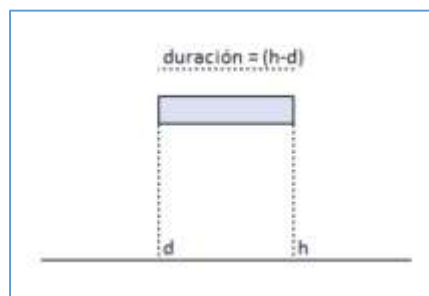 duración = (h-d)
d h